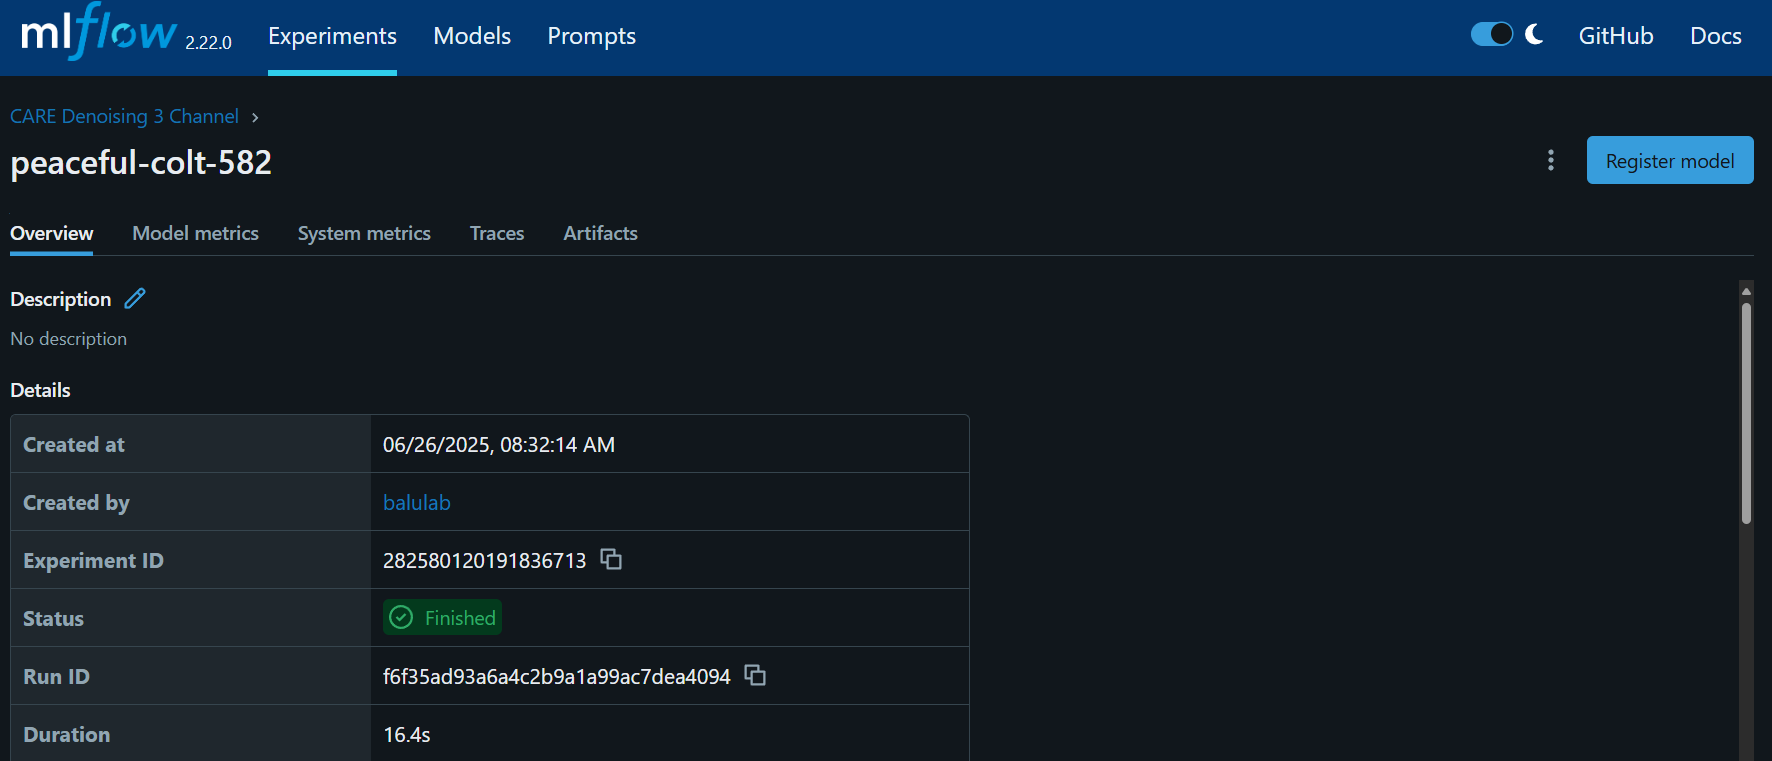 mlflow 2.22.0 Experiments Models Prompts GitHub Docs
CARE Denoising 3 Channel ›
peaceful-colt-582
Register model
Overview Model metrics System metrics Traces Artifacts
Description
No description
Details
Created at 06/26/2025, 08:32:14 AM
Created by balulab
Experiment ID 282580120191836713
Status Finished
Run ID f6f35ad93a6a4c2b9a1a99ac7dea4094
Duration 16.4s